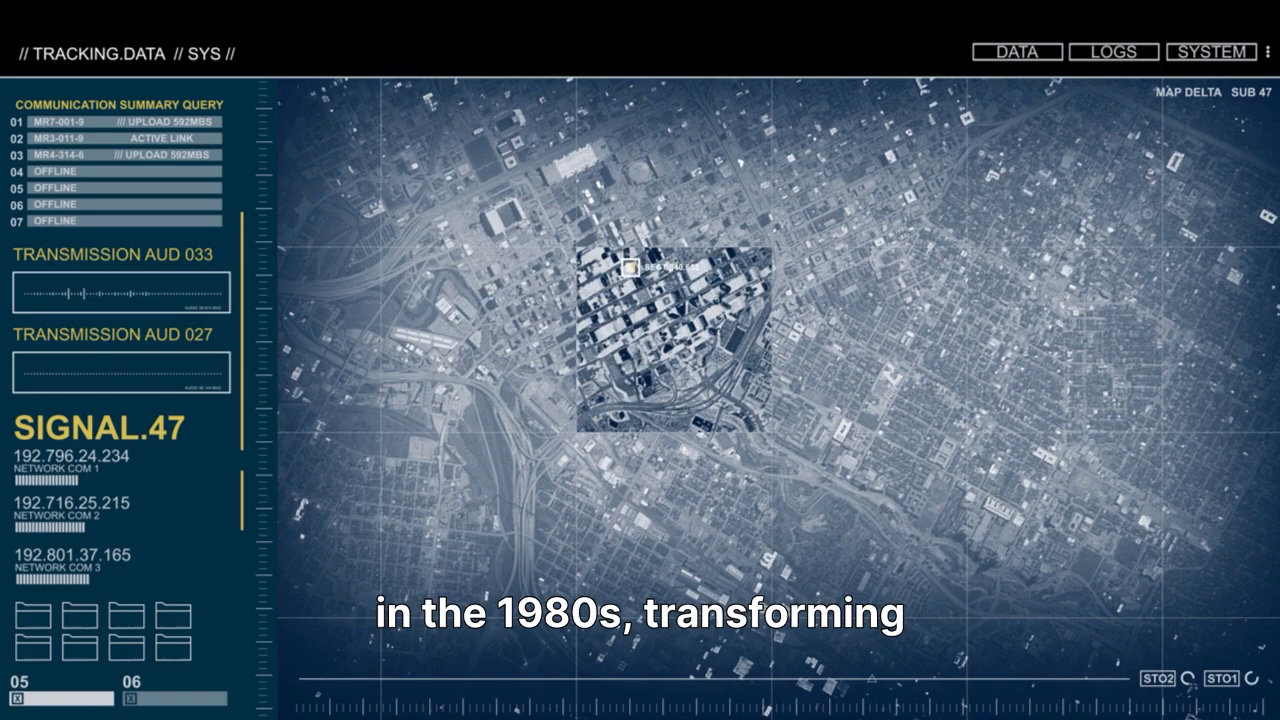 // TRACKING.DATA // SYS //
DATA LOGS SYSTEM
MAP DELTA SUB 47
COMMUNICATION SUMMARY QUERY
01 MR7-001-9 /// UPLOAD 592MBS
02 MR3-011-9 ACTIVE LINK
03 MR4-314-6 /// UPLOAD 592MBS
04 OFFLINE
05 OFFLINE
06 OFFLINE
07 OFFLINE
TRANSMISSION AUD 033
TRANSMISSION AUD 027
SIGNAL.47
192.796.24.234
NETWORK COM 1
192.716.25.215
NETWORK COM 2
192.801.37.165
NETWORK COM 3
in the 1980s, transforming
05 06
STO2 STO1